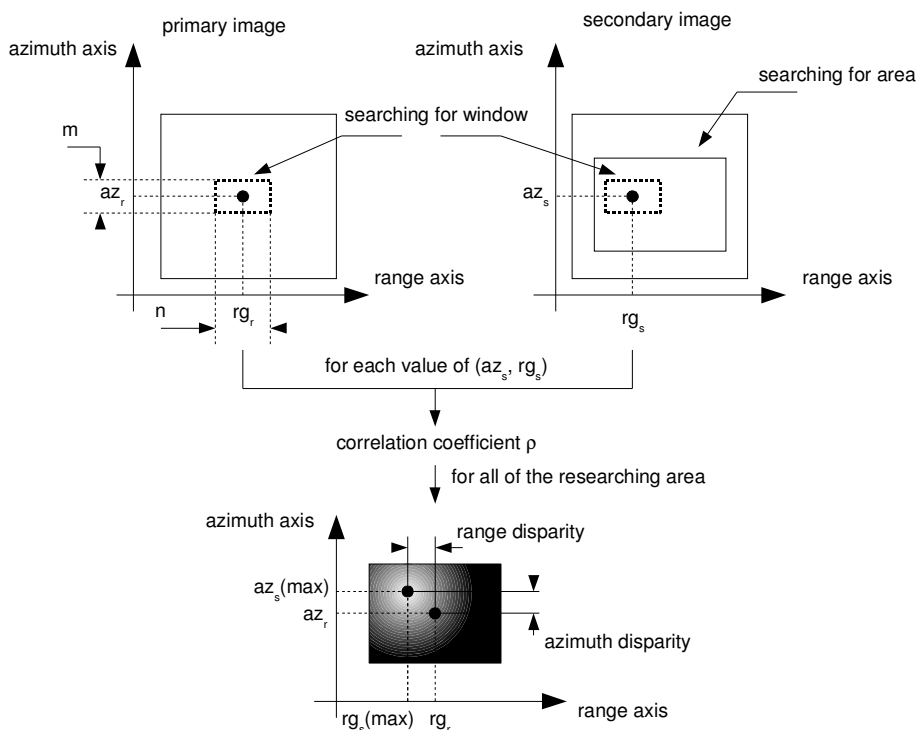 primary image
azimuth axis
m
az_r
n
rg_r
range axis
searching for window
secondary image
azimuth axis
searching for area
az_s
range axis
rg_s
for each value of (az_s, rg_s)
correlation coefficient ρ
for all of the researching area
azimuth axis
range disparity
az_s(max)
az_r
azimuth disparity
rg_s(max)
rg_r
range axis